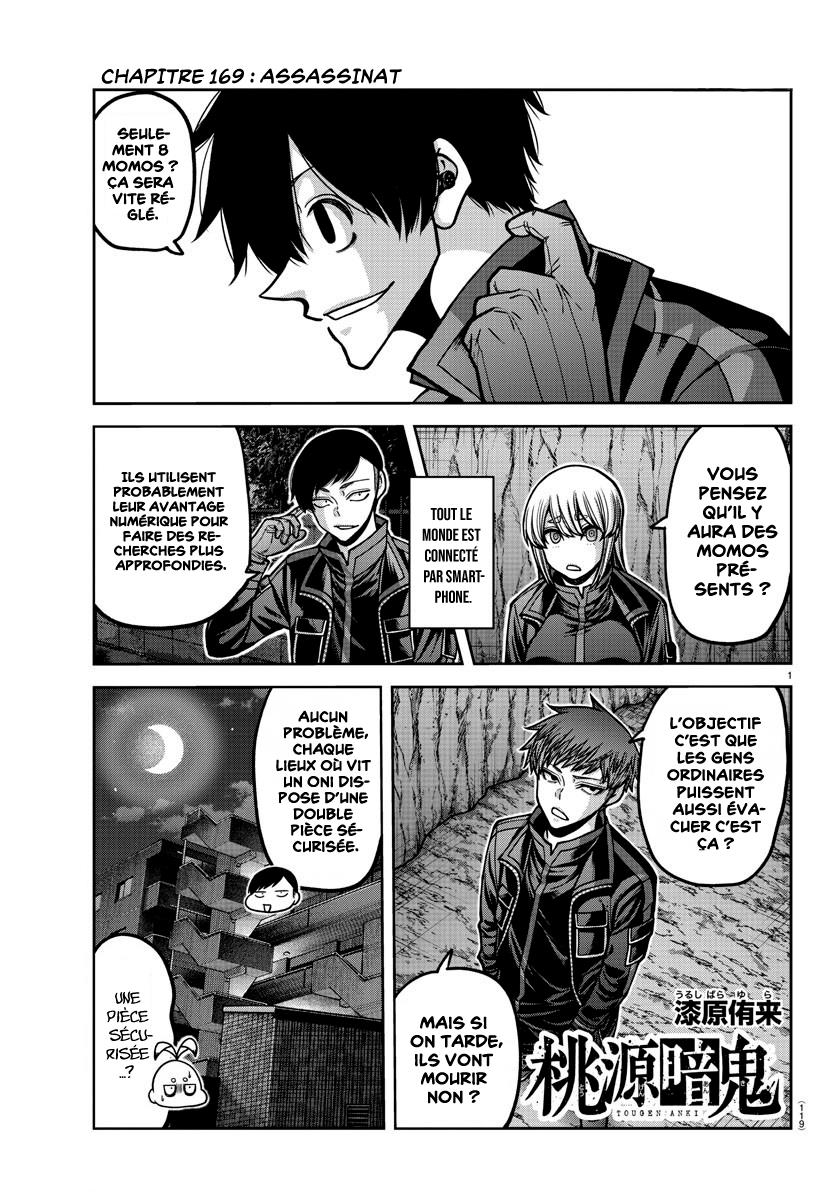 CHAPITRE 169 : ASSASSINAT
SEULE-
MENT 8
MOMOS ?
ÇA SERA
VITE RÉ-
GLÉ.
VOUS
PENSEZ
QU'IL Y
AURA DES
MOMOS
PRÉ-
SENTS ?
TOUT LE
MONDE EST
CONNECTÉ
PAR SMART-
PHONE.
ILS UTILISENT
PROBABLEMENT
LEUR AVANTAGE
NUMÉRIQUE POUR
FAIRE DES RE-
CHERCHES PLUS
APPROFONDIES.
1
L'OBJECTIF
C'EST QUE
LES GENS
ORDINAIRES
PUISSENT
AUSSI ÉVA-
CUER C'EST
ÇA ?
MAIS SI
ON TARDE,
ILS VONT
MOURIR
NON ?
うるしばら ゆら
漆原侑来
桃源暗鬼
TOUGEN ANKI
AUCUN
PROBLÈME,
CHAQUE
LIEUX OÙ VIT
UN ONI DIS-
POSE D'UNE
DOUBLE
PIÈCE SÉ-
CURISÉE.
UNE
PIÈCE
SÉCU-
RISÉE
...?
(119)